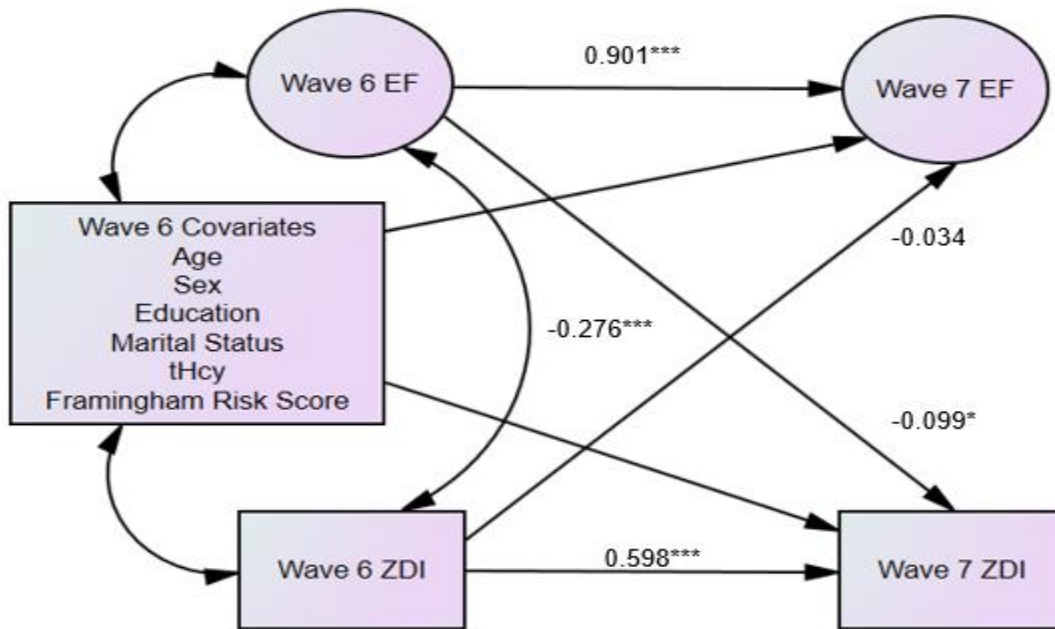 0.901***
Wave 6 EF
Wave 7 EF
Wave 6 Covariates
Age
Sex
Education
Marital Status
tHcy
Framingham Risk Score
-0.034
-0.276***
-0.099*
0.598***
Wave 6 ZDI
Wave 7 ZDI